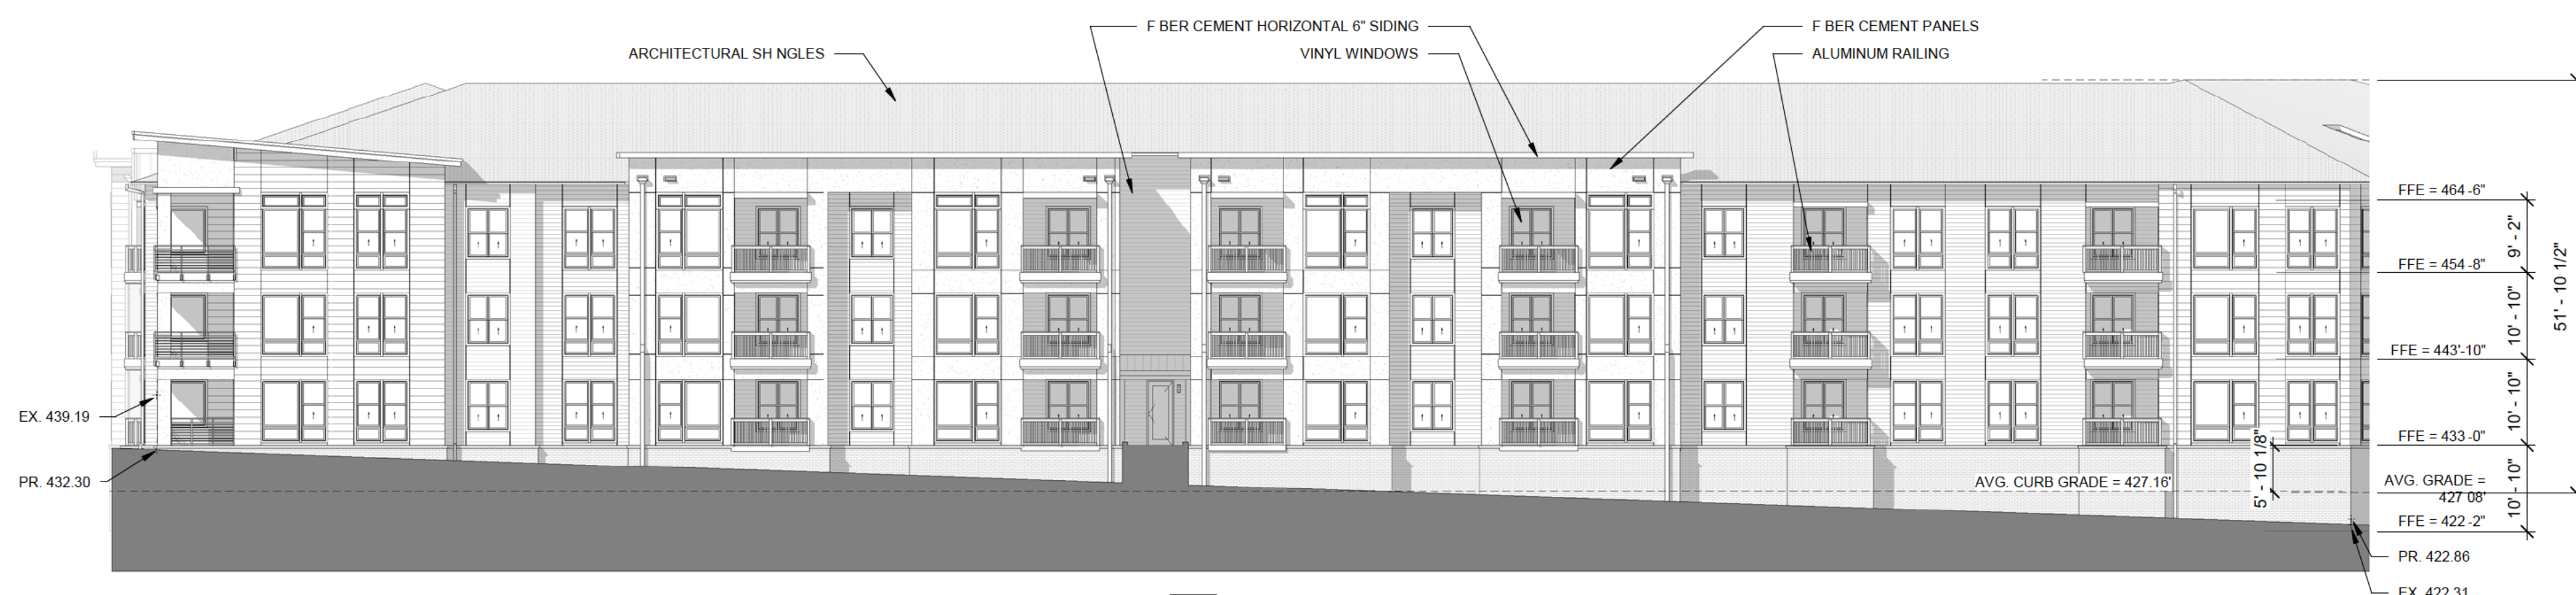 F BER CEMENT HORIZONTAL 6" SIDING
F BER CEMENT PANELS
ARCHITECTURAL SH NGLES
VINYL WINDOWS
ALUMINUM RAILING
FFE = 464 -6"
9' - 2"
FFE = 454 -8"
51' - 10 1/2"
10' - 10"
FFE = 443'-10"
10' - 10"
EX. 439.19
FFE = 433 -0"
5' - 10 1/8"
PR. 432.30
AVG. CURB GRADE = 427.16'
AVG. GRADE =
427 08'
10' - 10"
FFE = 422 -2"
PR. 422.86
EX. 422.31